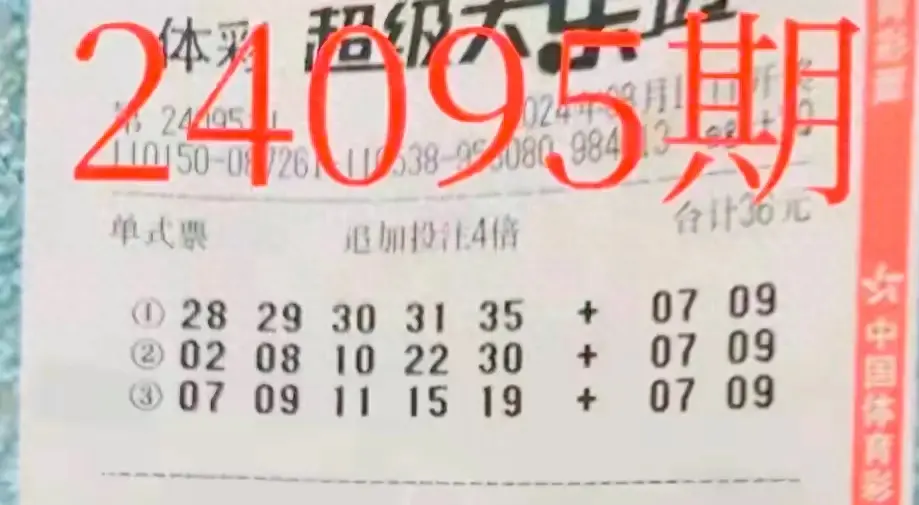 体彩 超级大乐透
24095期
单式票 追加投注4倍 合计36元
① 28 29 30 31 35 + 07 09
② 02 08 10 22 30 + 07 09
③ 07 09 11 15 19 + 07 09
中国体育彩
彩票